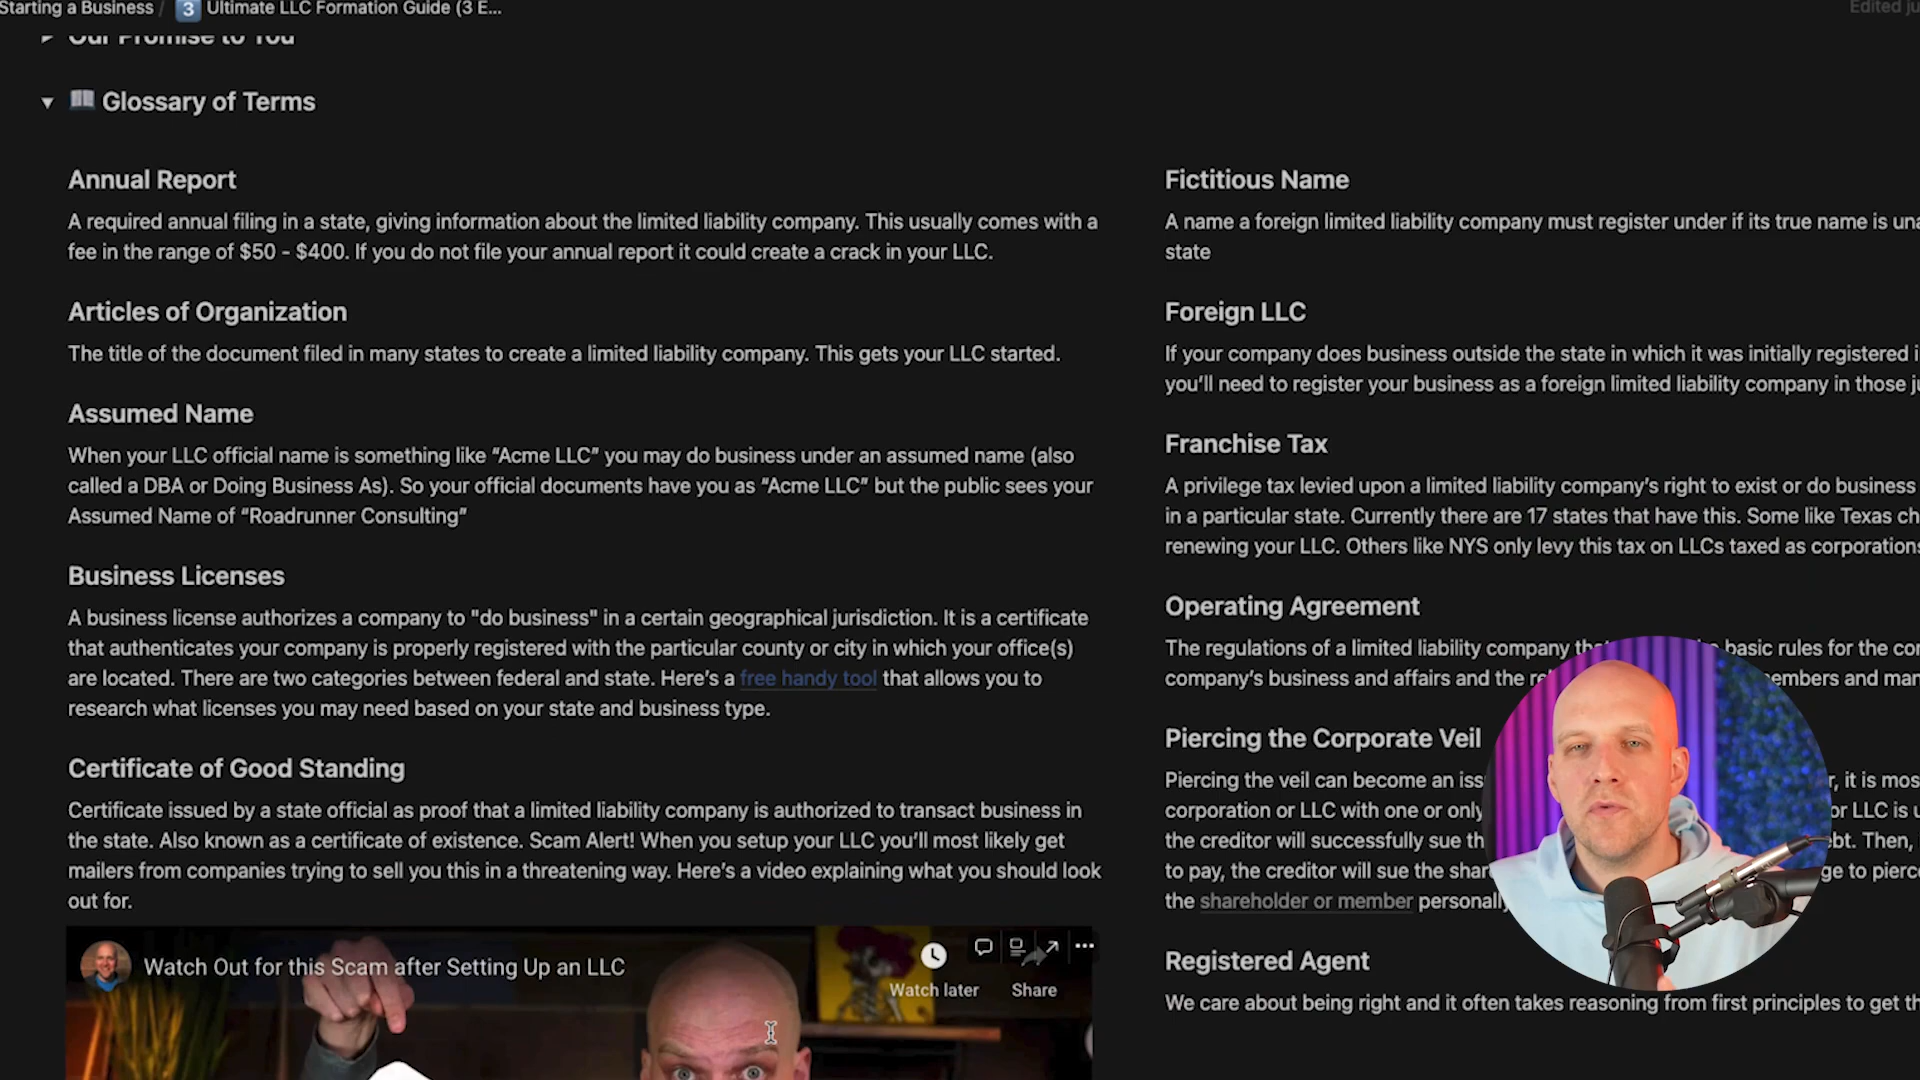 Starting a Business / 3 Ultimate LLC Formation Guide (3 E...
Edited ju
Our Promise to You
Glossary of Terms
Annual Report
A required annual filing in a state, giving information about the limited liability company. This usually comes with a
fee in the range of $50 - $400. If you do not file your annual report it could create a crack in your LLC.
Articles of Organization
The title of the document filed in many states to create a limited liability company. This gets your LLC started.
Assumed Name
When your LLC official name is something like “Acme LLC” you may do business under an assumed name (also
called a DBA or Doing Business As). So your official documents have you as “Acme LLC” but the public sees your
Assumed Name of “Roadrunner Consulting”
Business Licenses
A business license authorizes a company to "do business" in a certain geographical jurisdiction. It is a certificate
that authenticates your company is properly registered with the particular county or city in which your office(s)
are located. There are two categories between federal and state. Here’s a free handy tool that allows you to
research what licenses you may need based on your state and business type.
Certificate of Good Standing
Certificate issued by a state official as proof that a limited liability company is authorized to transact business in
the state. Also known as a certificate of existence. Scam Alert! When you setup your LLC you’ll most likely get
mailers from companies trying to sell you this in a threatening way. Here’s a video explaining what you should look
out for.
Watch Out for this Scam after Setting Up an LLC
Watch later
Share
Fictitious Name
A name a foreign limited liability company must register under if its true name is una
state
Foreign LLC
If your company does business outside the state in which it was initially registered i
you’ll need to register your business as a foreign limited liability company in those ju
Franchise Tax
A privilege tax levied upon a limited liability company’s right to exist or do business
in a particular state. Currently there are 17 states that have this. Some like Texas ch
renewing your LLC. Others like NYS only levy this tax on LLCs taxed as corporations
Operating Agreement
The regulations of a limited liability company basic rules for the co
company’s business and affairs and the members and man
Piercing the Corporate Veil
Piercing the veil can become an iss r, it is mos
corporation or LLC with one or only or LLC is u
the creditor will successfully sue th ebt. Then,
to pay, the creditor will sue the shar ge to pierce
the shareholder or member personally
Registered Agent
We care about being right and it often takes reasoning from first principles to get th